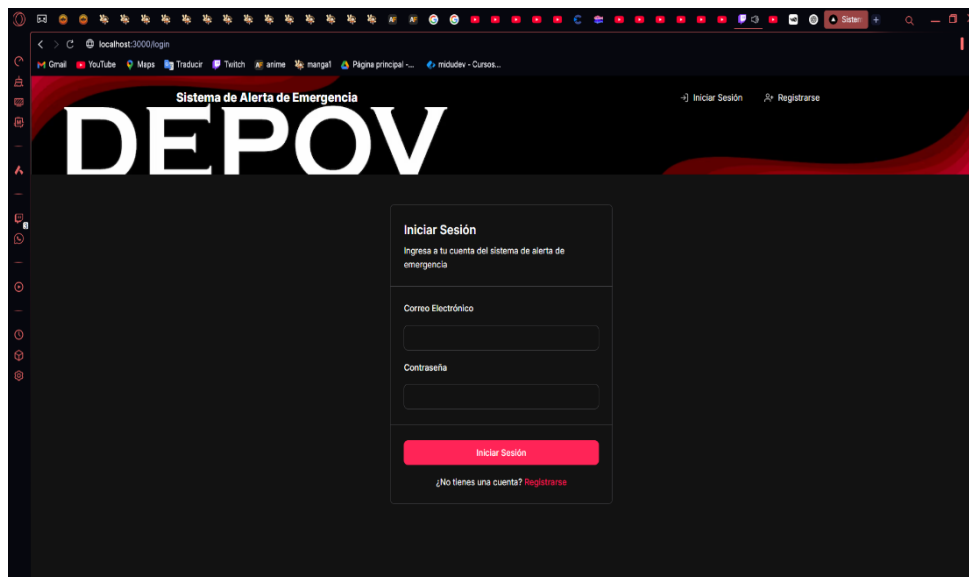 Sistem
localhost:3000/login
Gmail YouTube Maps Traducir Twitch anime manga1 Página principal -... midudev - Cursos...
Sistema de Alerta de Emergencia
Iniciar Sesión Registrarse
DEPOV
Iniciar Sesión
Ingresa a tu cuenta del sistema de alerta de
emergencia
Correo Electrónico
Contraseña
Iniciar Sesión
¿No tienes una cuenta? Registrarse